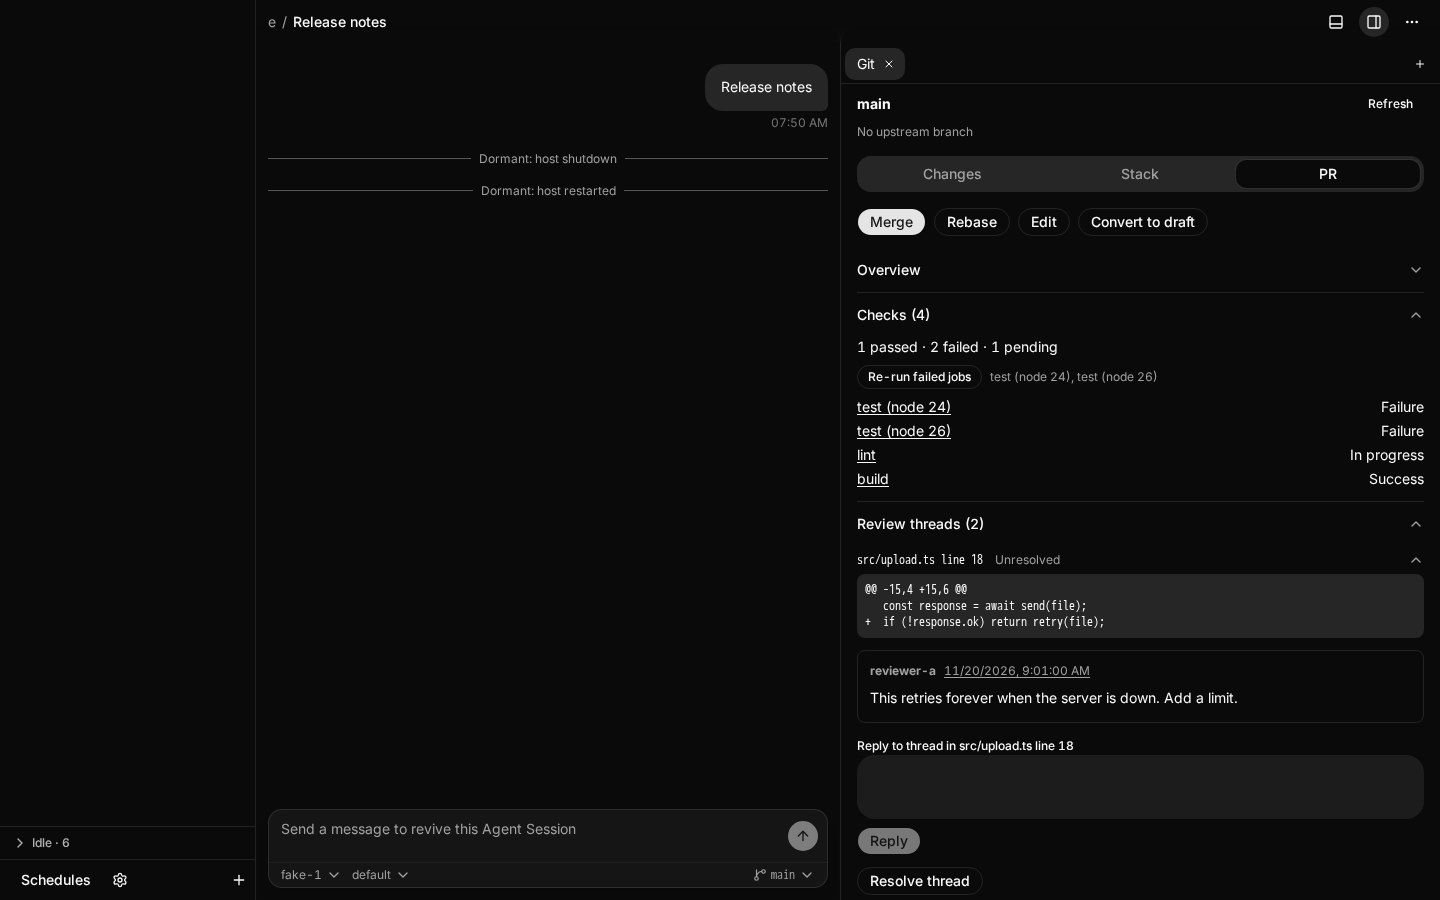 e / Release notes
Release notes
07:50 AM
Dormant: host shutdown
Dormant: host restarted
Send a message to revive this Agent Session
fake-1 default main
Idle · 6
Schedules
Git
main Refresh
No upstream branch
Changes Stack PR
Merge Rebase Edit Convert to draft
Overview
Checks (4)
1 passed · 2 failed · 1 pending
Re-run failed jobs test (node 24), test (node 26)
test (node 24) Failure
test (node 26) Failure
lint In progress
build Success
Review threads (2)
src/upload.ts line 18 Unresolved
@@ -15,4 +15,6 @@
const response = await send(file);
+ if (!response.ok) return retry(file);
reviewer-a 11/20/2026, 9:01:00 AM
This retries forever when the server is down. Add a limit.
Reply to thread in src/upload.ts line 18
Reply
Resolve thread